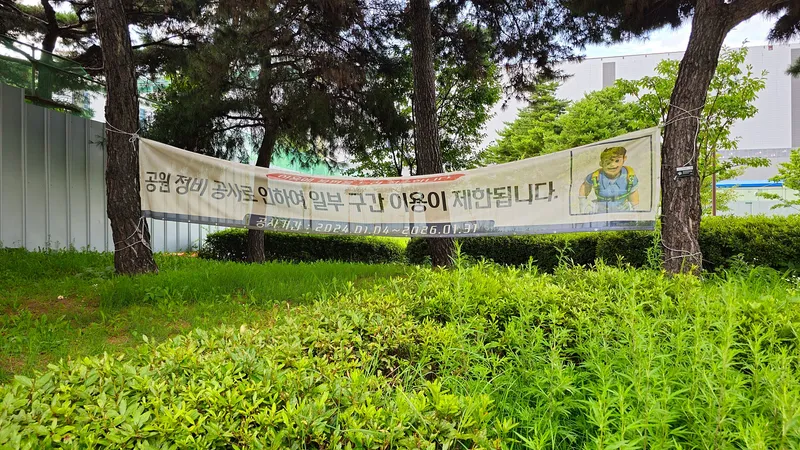 공원 정비 공사로 인하여 일부 구간 이용이 제한됩니다.
공사기간 : 2024.01.04~2026.01.31